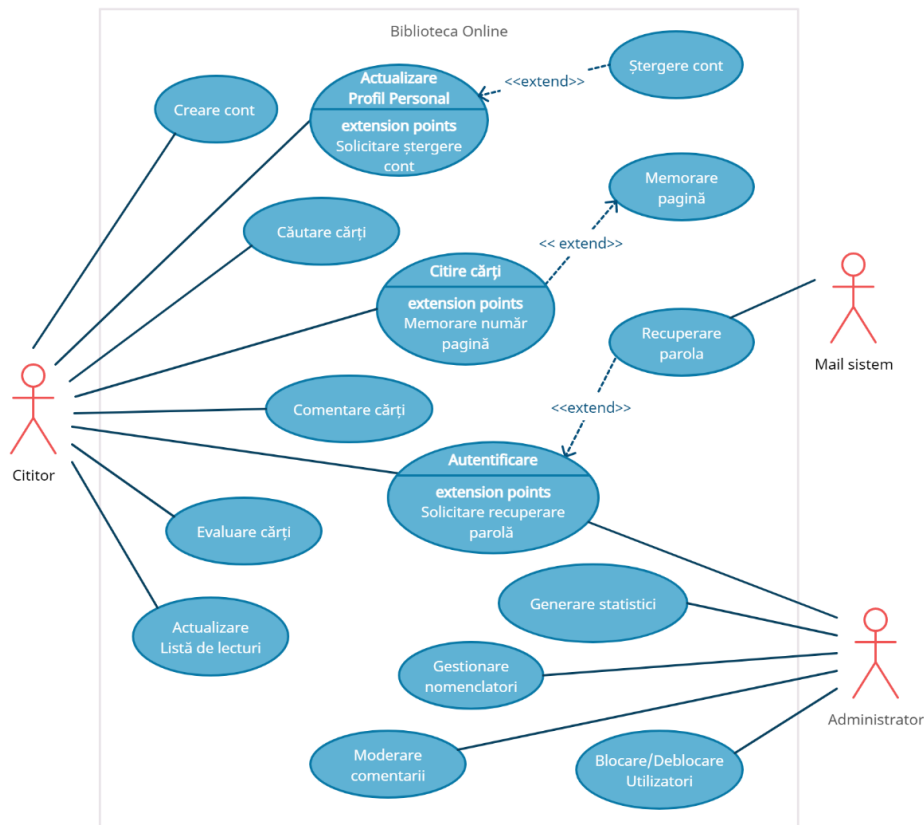 Biblioteca Online
Actualizare
Profil Personal
extension points
Solicitare ștergere
cont
<<extend>>
Ștergere cont
Creare cont
Memorare
pagină
Căutare cărți
<< extend>>
Citire cărți
extension points
Memorare număr
pagină
Recuperare
parola
Mail sistem
Comentare cărți
<<extend>>
Cititor
Autentificare
extension points
Solicitare recuperare
parolă
Evaluare cărți
Generare statistici
Actualizare
Listă de lecturi
Gestionare
nomenclatori
Administrator
Moderare
comentarii
Blocare/Deblocare
Utilizatori